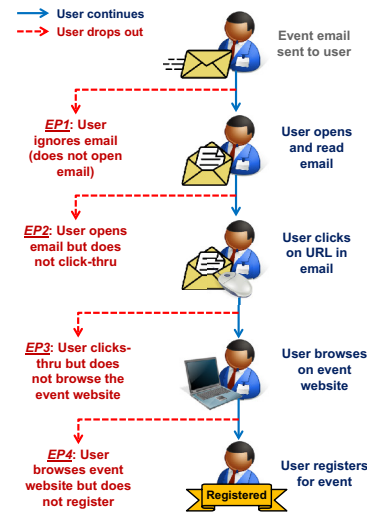 User continues
User drops out
Event email
sent to user
EP1: User
ignores email
(does not open
email)
User opens
and read
email
EP2: User opens
email but does
not click-thru
User clicks
on URL in
email
EP3: User clicks-
thru but does
not browse the
event website
User browses
on event
website
EP4: User
browses event
website but does
not register
User registers
for event
Registered